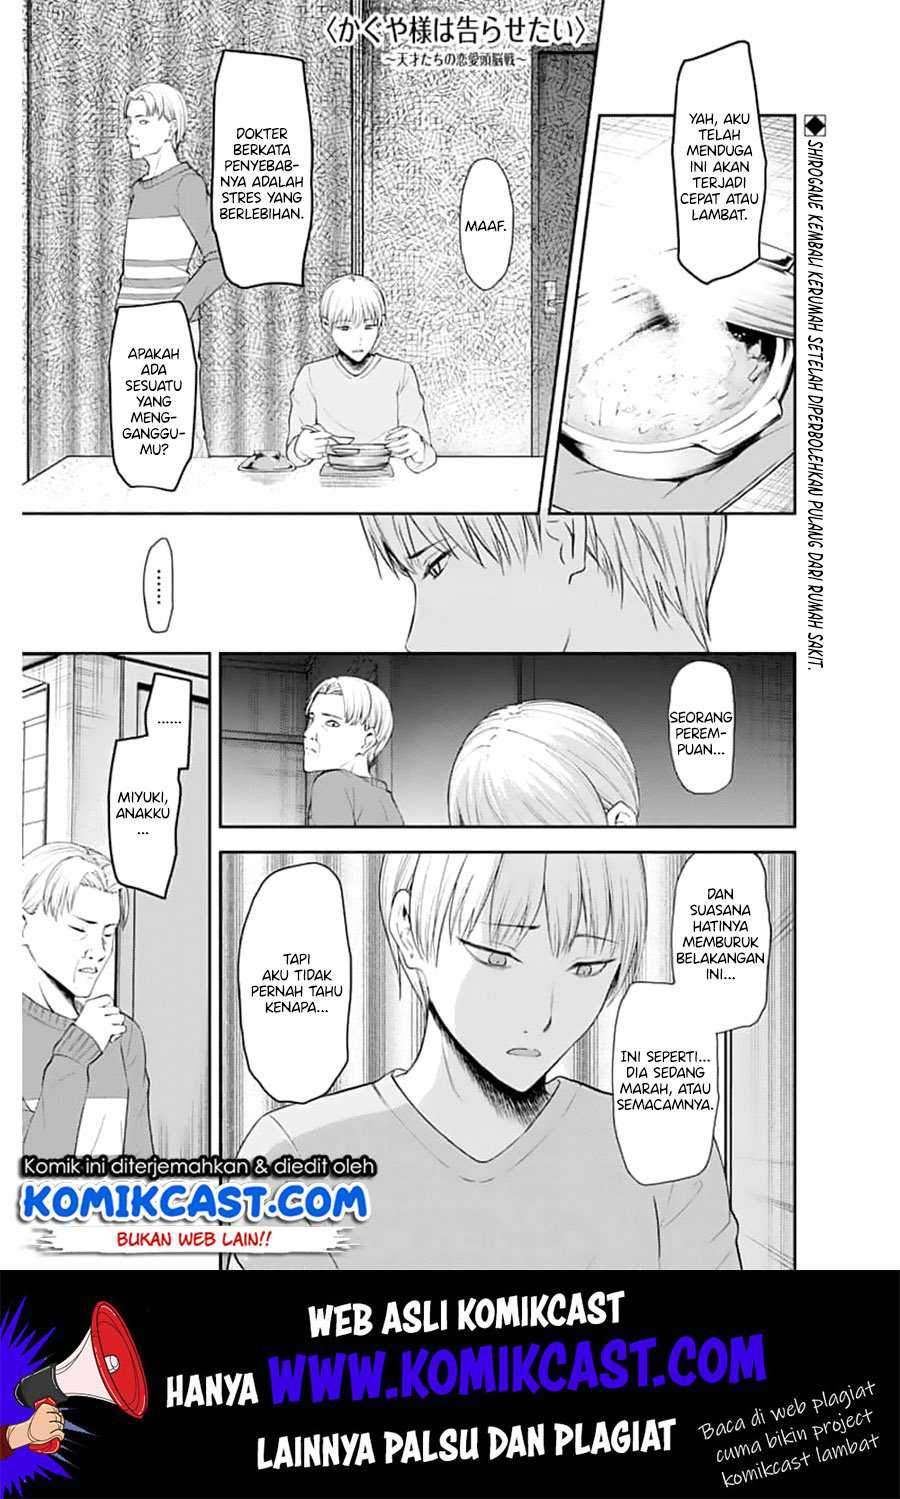 〈かぐや様は告らせたい〉
～天才たちの恋愛頭脳戦～
SHIROGANE KEMBALI KERUMAH SETELAH DIPERBOLEHKAN PULANG DARI RUMAH SAKIT.
YAH, AKU
TELAH
MENDUGA
INI AKAN
TERJADI
CEPAT ATAU
LAMBAT.
MAAF.
DOKTER
BERKATA
PENYEBAB-
NYA ADALAH
STRES YANG
BERLEBIHAN.
APAKAH
ADA
SESUATU
YANG
MENG-
GANGGU-
MU?
......
SEORANG
PEREM-
PUAN...
......
MIYUKI,
ANAKKU
...
DAN
SUASANA
HATINYA
MEMBURUK
BELAKANGAN
INI...
INI SEPERTI...
DIA SEDANG
MARAH, ATAU
SEMACAMNYA.
TAPI
AKU TIDAK
PERNAH TAHU
KENAPA...
Komik ini diterjemahkan & diedit oleh
KOMIKCAST.COM
BUKAN WEB LAIN!!
WEB ASLI KOMIKCAST
HANYA WWW.KOMIKCAST.COM
LAINNYA PALSU DAN PLAGIAT
Baca di web plagiat
cuma bikin project
komikcast lambat